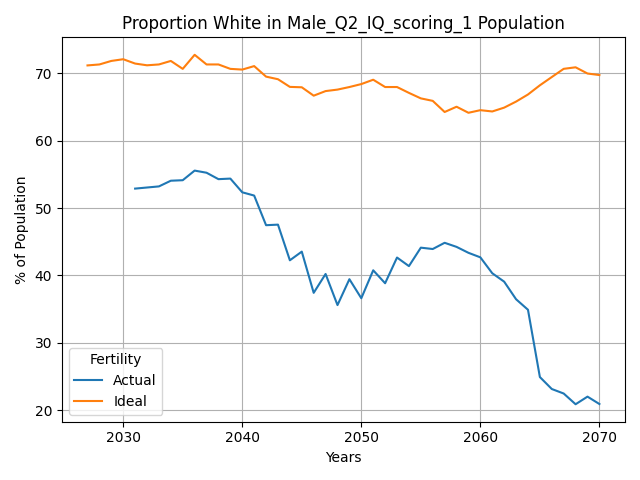 Proportion White in Male_Q2_IQ_scoring_1 Population
% of Population
70
60
50
40
30
20
Fertility
Actual
Ideal
2030
2040
2050
2060
2070
Years